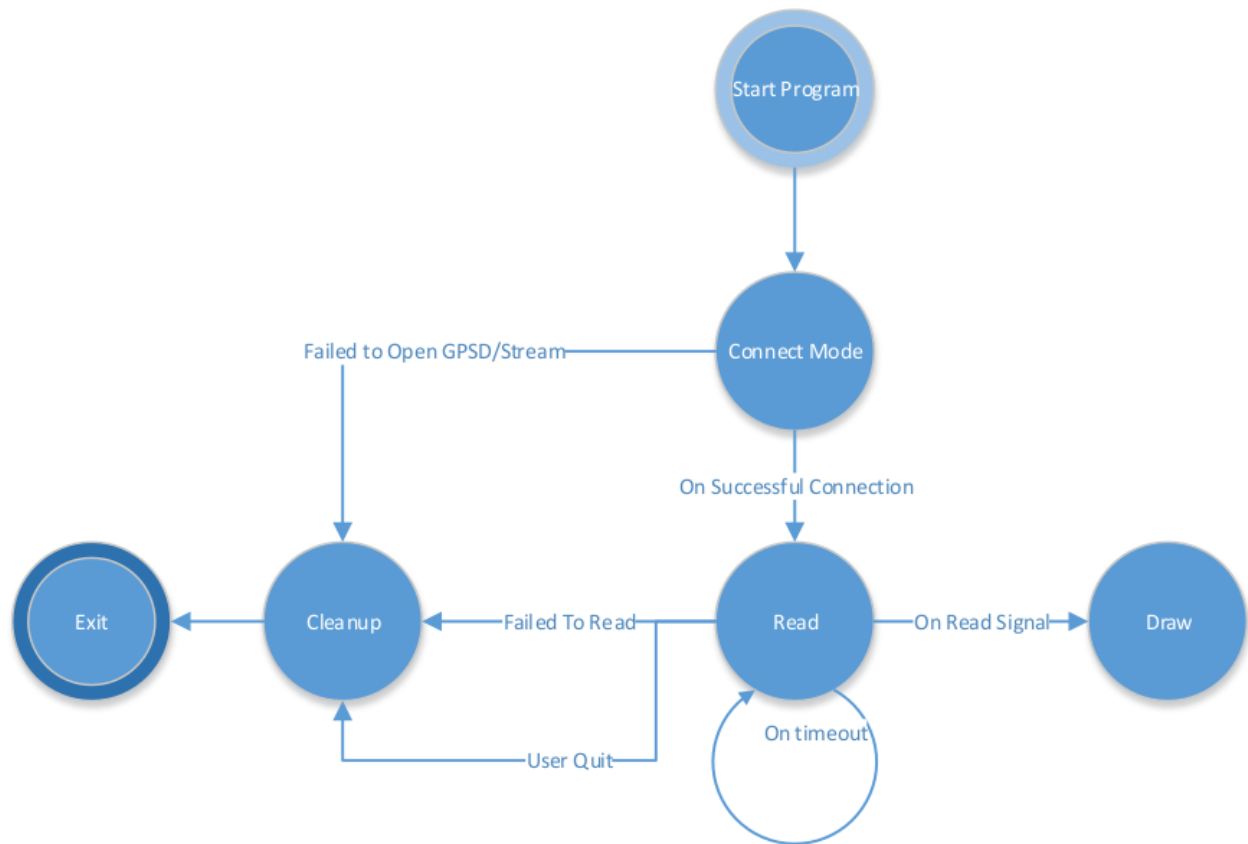 Start Program
Connect Mode
Failed to Open GPSD/Stream
On Successful Connection
Exit
Cleanup
Failed To Read
Read
On Read Signal
Draw
On timeout
User Quit